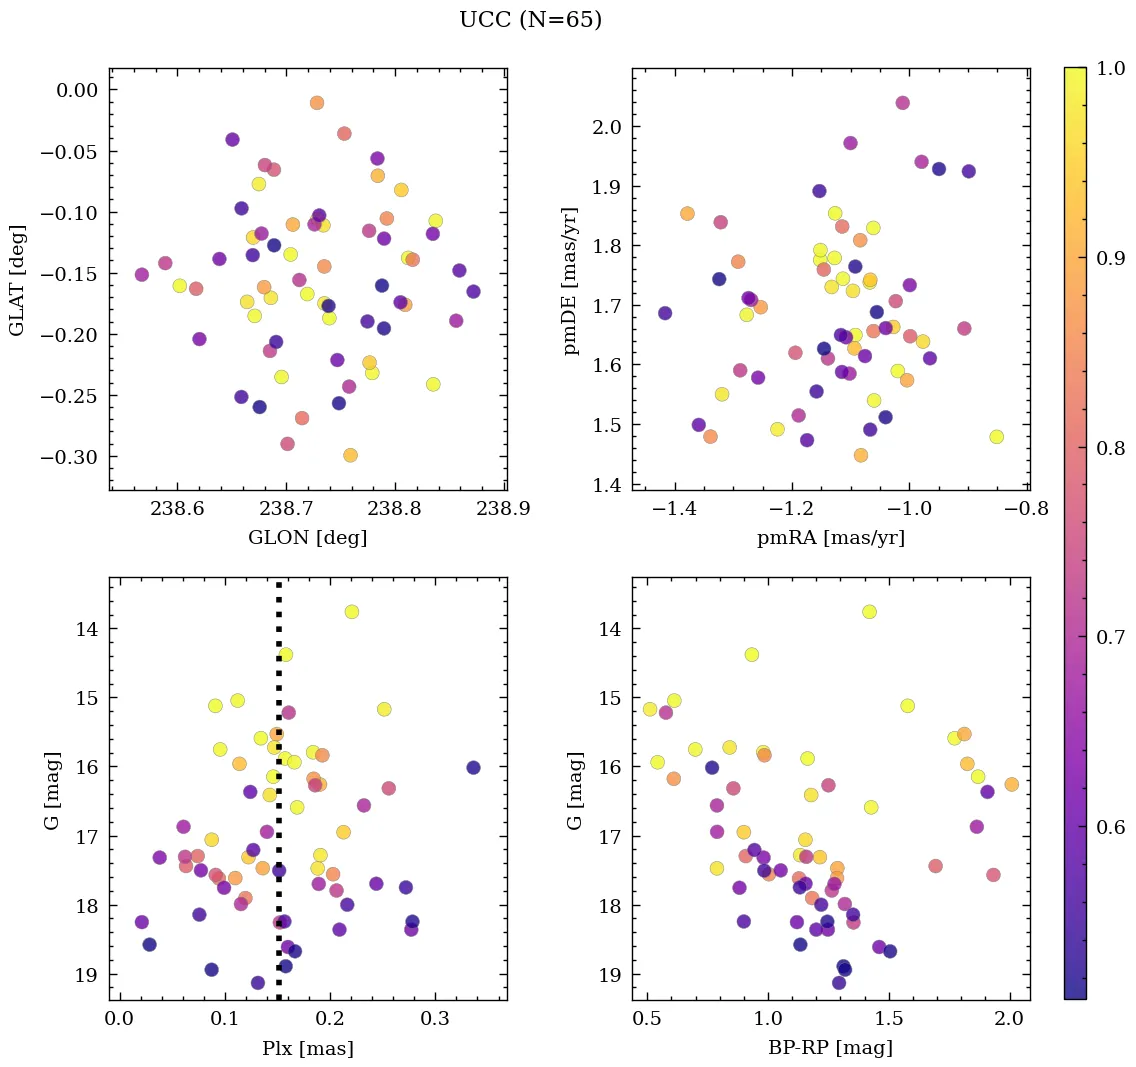 UCC (N=65)
0.00
−0.05
−0.10
−0.15
−0.20
−0.25
−0.30
GLAT [deg]
238.6 238.7 238.8 238.9
GLON [deg]
2.0
1.9
1.8
1.7
1.6
1.5
1.4
pmDE [mas/yr]
−1.4 −1.2 −1.0 −0.8
pmRA [mas/yr]
14
15
16
17
18
19
G [mag]
0.0 0.1 0.2 0.3
Plx [mas]
14
15
16
17
18
19
G [mag]
0.5 1.0 1.5 2.0
BP-RP [mag]
1.0
0.9
0.8
0.7
0.6